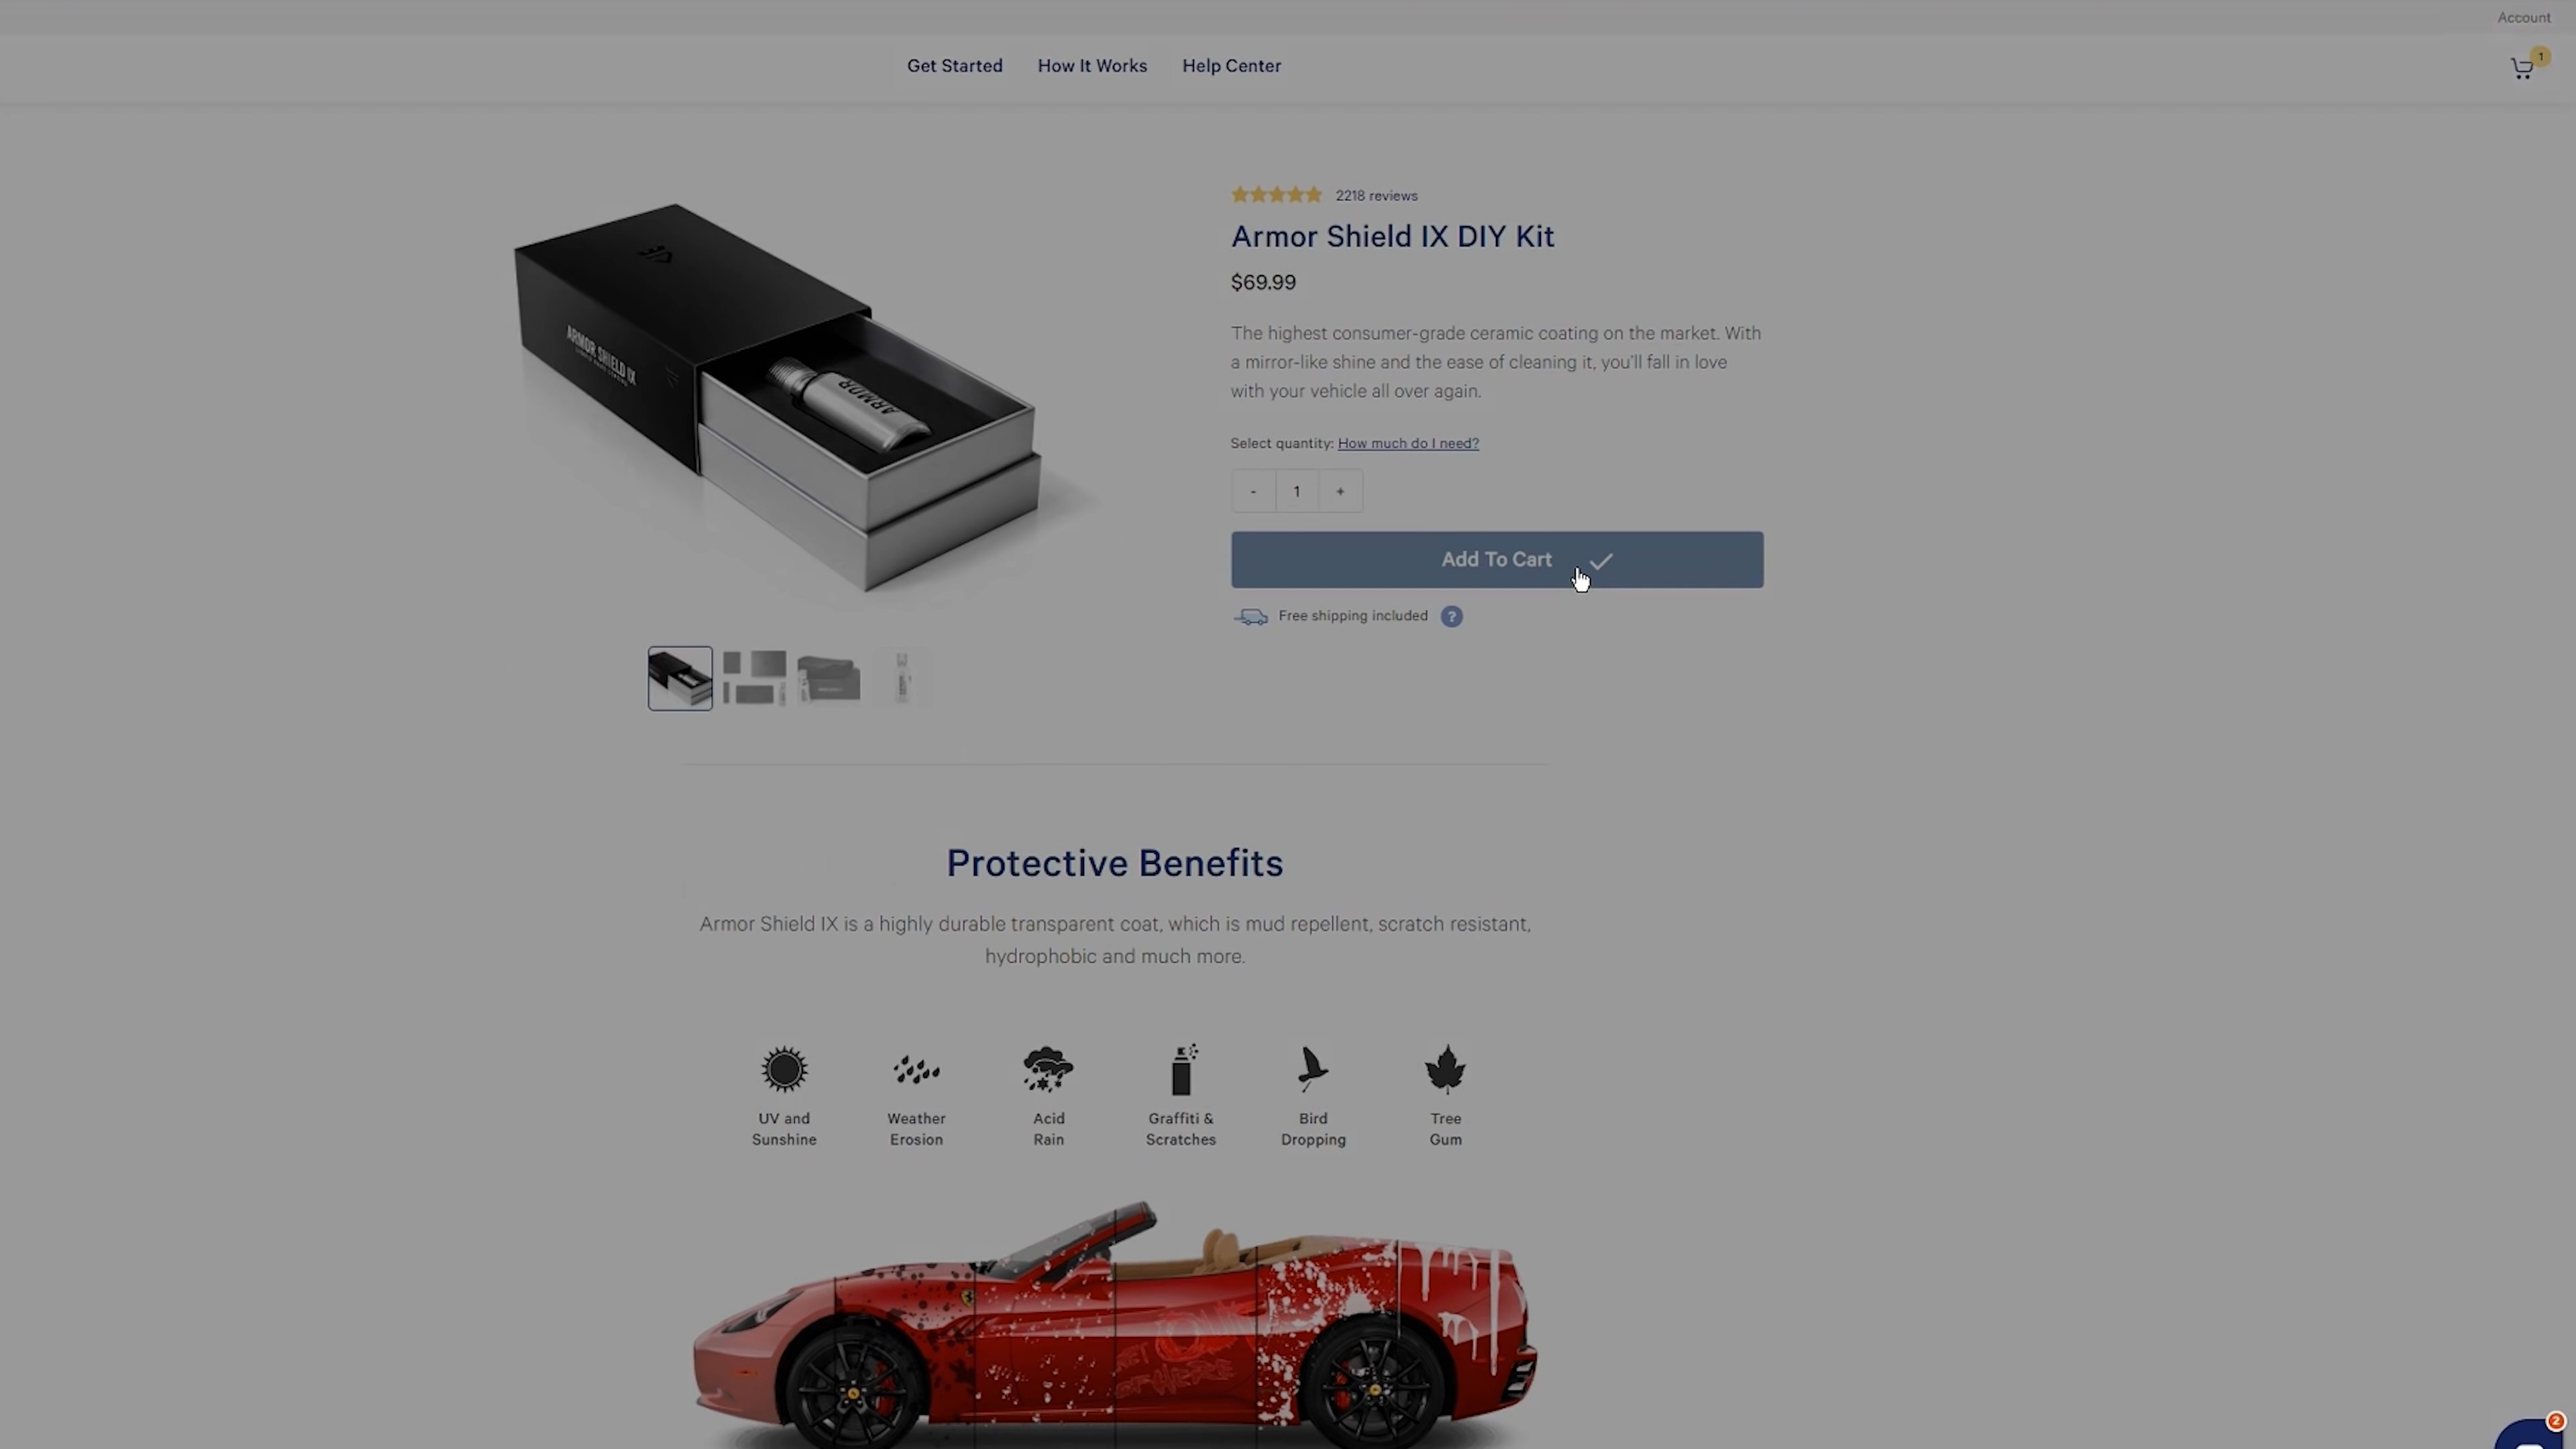 Account
Get Started
How It Works
Help Center
1
2218 reviews
Armor Shield IX DIY Kit
$69.99
The highest consumer-grade ceramic coating on the market. With
a mirror-like shine and the ease of cleaning it, you'll fall in love
with your vehicle all over again.
Select quantity: How much do I need?
- 1 +
Add To Cart
Free shipping included ?
ARMOR SHIELD IX
ARMOR
Protective Benefits
Armor Shield IX is a highly durable transparent coat, which is mud repellent, scratch resistant,
hydrophobic and much more.
UV and
Sunshine
Weather
Erosion
Acid
Rain
Graffiti &
Scratches
Bird
Dropping
Tree
Gum
2